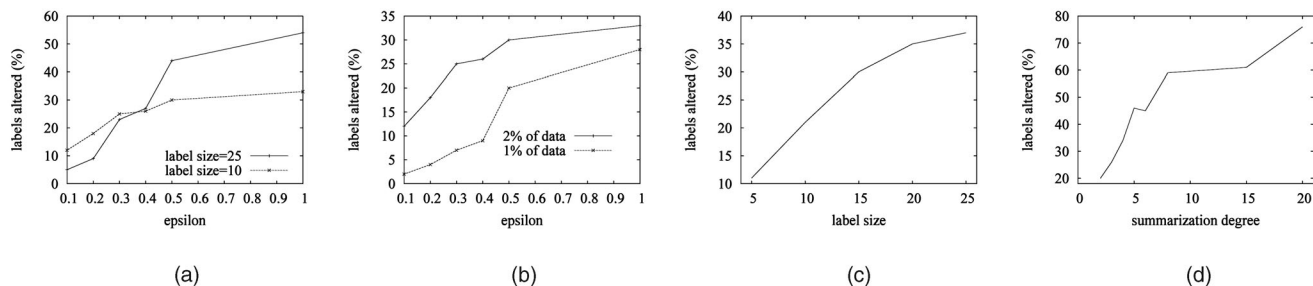 labels altered (%)
60
50
40
30
20
10
0
label size=25
label size=10
0.1 0.2 0.3 0.4 0.5 0.6 0.7 0.8 0.9 1
epsilon
(a)
labels altered (%)
35
30
25
20
15
10
5
0
2% of data
1% of data
0.1 0.2 0.3 0.4 0.5 0.6 0.7 0.8 0.9 1
epsilon
(b)
labels altered (%)
40
35
30
25
20
15
10
5 10 15 20 25
label size
(c)
labels altered (%)
80
70
60
50
40
30
20
0 5 10 15 20
summarization degree
(d)